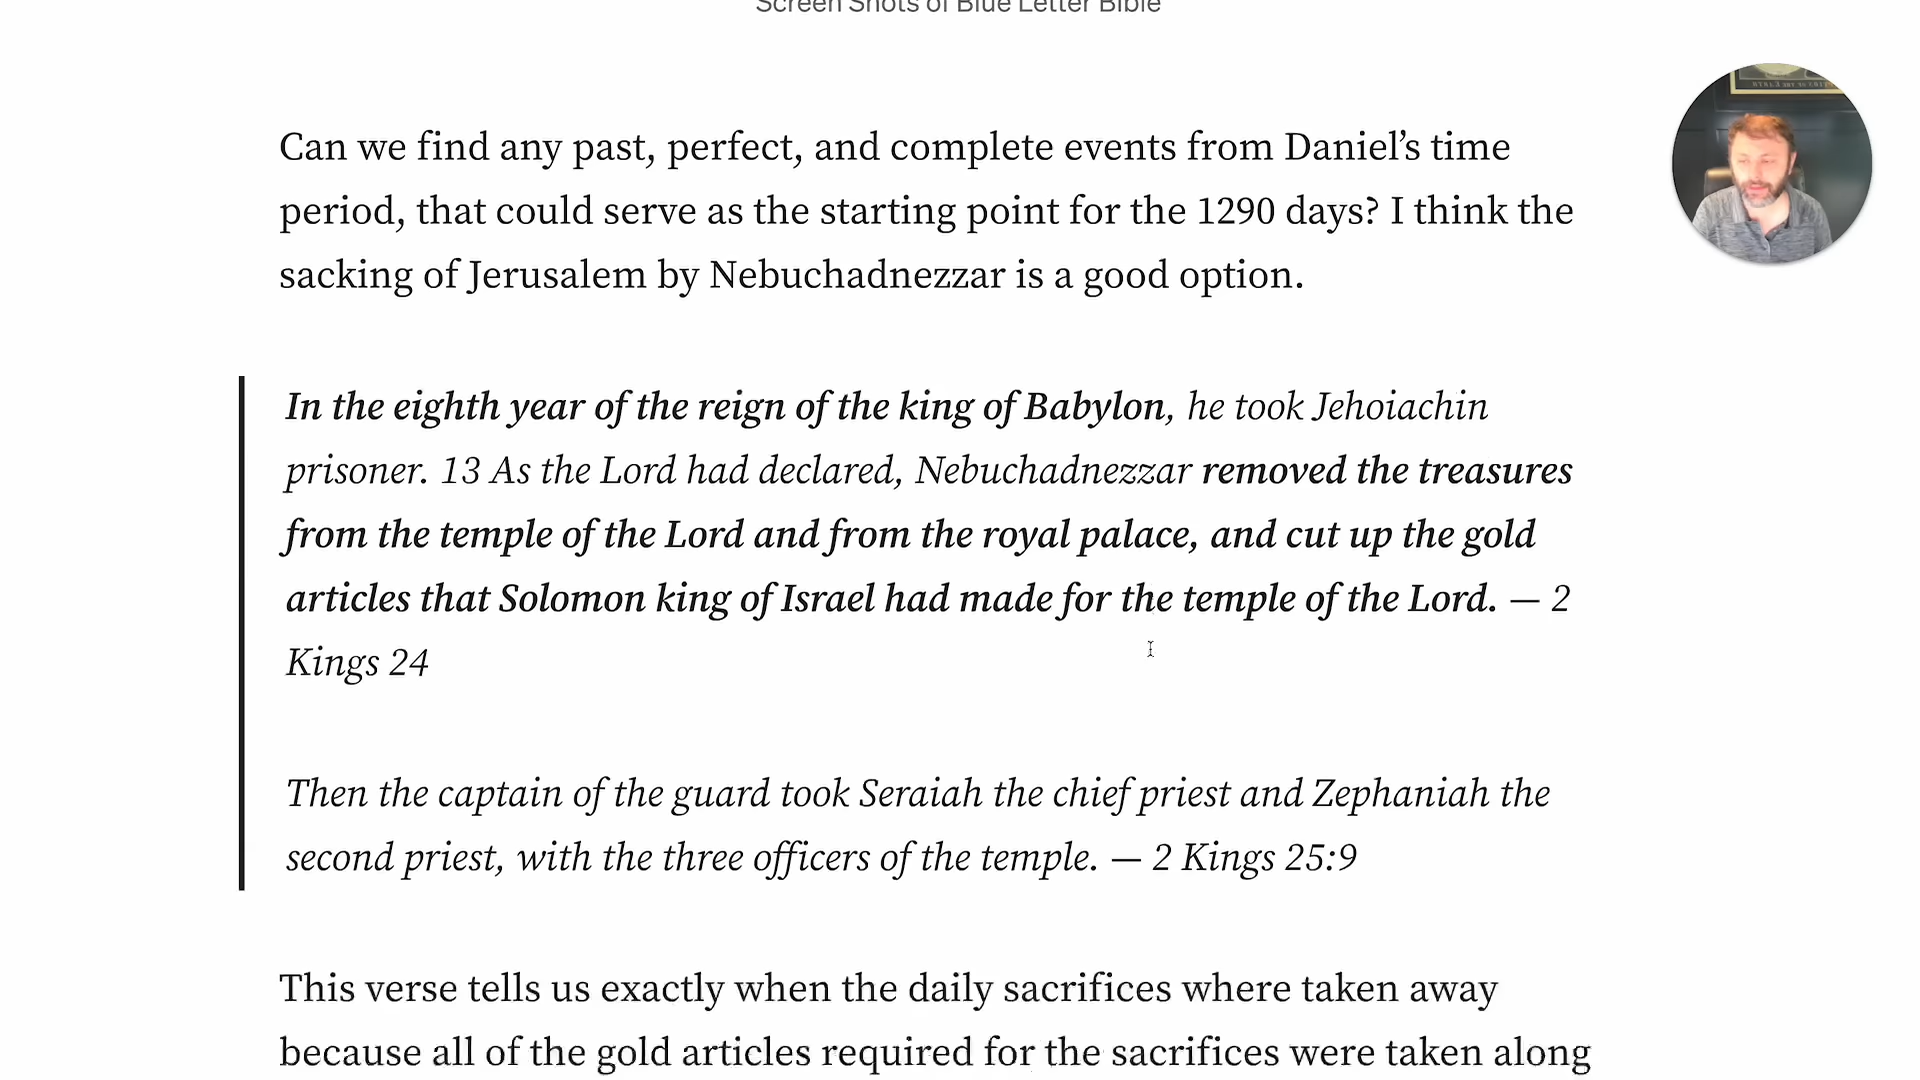 Screen Shots of Blue Letter Bible
Can we find any past, perfect, and complete events from Daniel’s time
period, that could serve as the starting point for the 1290 days? I think the
sacking of Jerusalem by Nebuchadnezzar is a good option.
In the eighth year of the reign of the king of Babylon, he took Jehoiachin
prisoner. 13 As the Lord had declared, Nebuchadnezzar removed the treasures
from the temple of the Lord and from the royal palace, and cut up the gold
articles that Solomon king of Israel had made for the temple of the Lord. — 2
Kings 24
Then the captain of the guard took Seraiah the chief priest and Zephaniah the
second priest, with the three officers of the temple. — 2 Kings 25:9
This verse tells us exactly when the daily sacrifices where taken away
because all of the gold articles required for the sacrifices were taken along